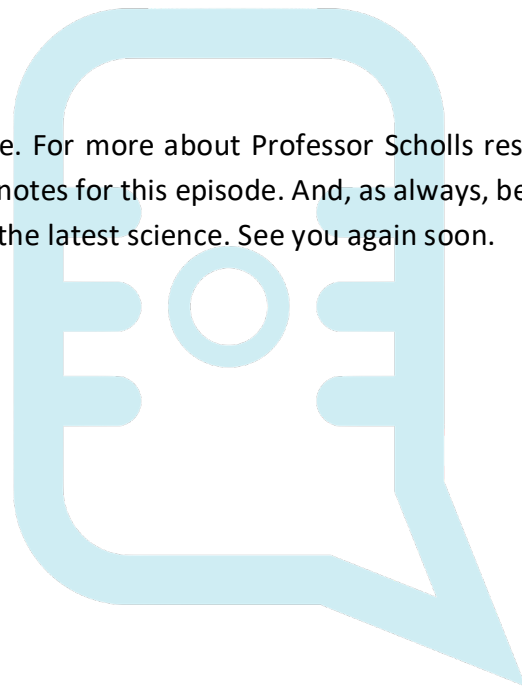 e. For more about Professor Scholls res
notes for this episode. And, as always, be
the latest science. See you again soon.